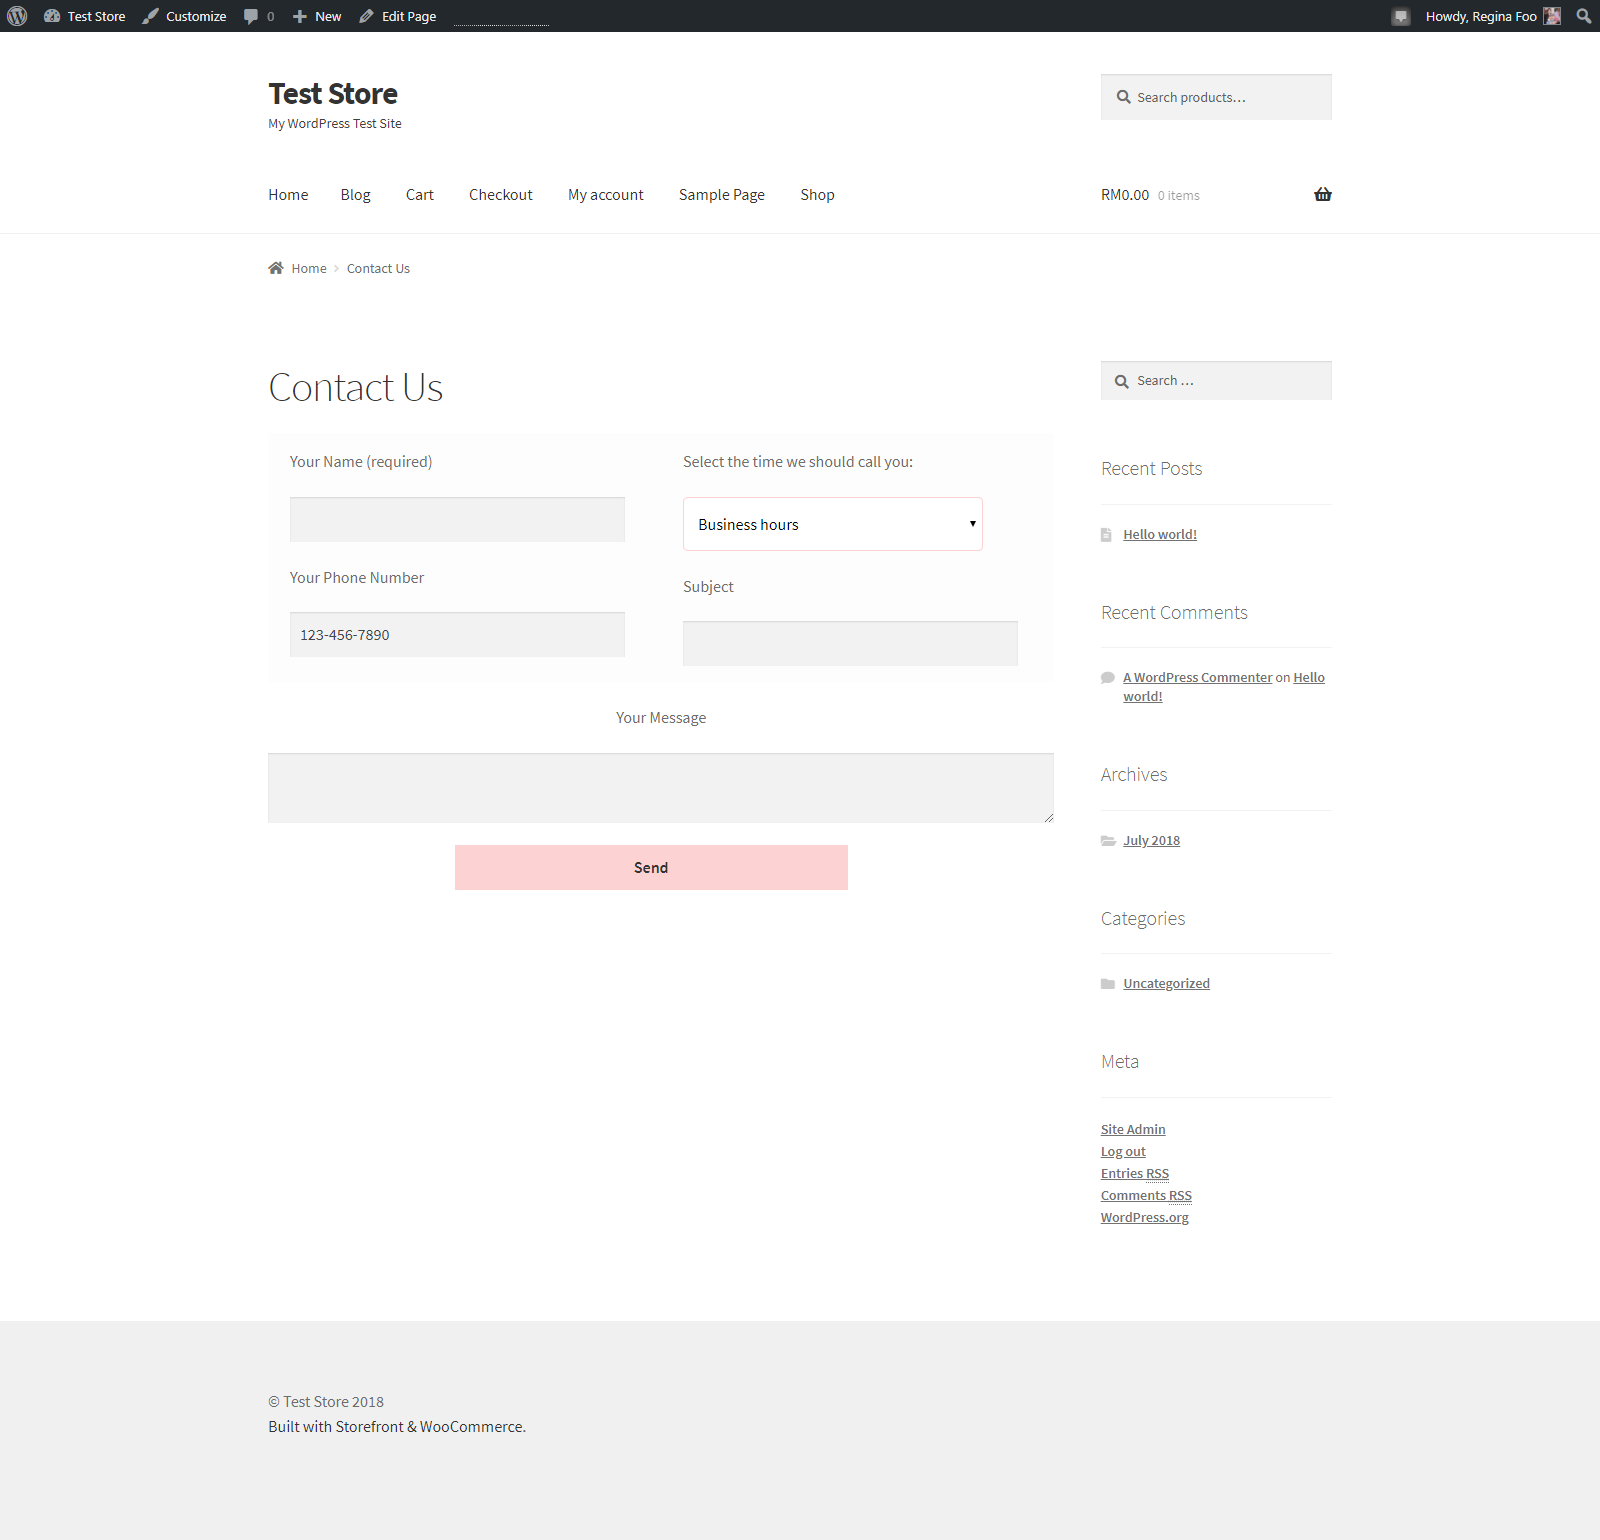 Test Store Customize 0 New Edit Page Howdy, Regina Foo
Test Store
My WordPress Test Site
Search products…
Home Blog Cart Checkout My account Sample Page Shop
RM0.00 0 items
Home Contact Us
Contact Us
Your Name (required)
Select the time we should call you:
Business hours
Your Phone Number
123-456-7890
Subject
Your Message
Send
Search …
Recent Posts
Hello world!
Recent Comments
A WordPress Commenter on Hello
world!
Archives
July 2018
Categories
Uncategorized
Meta
Site Admin
Log out
Entries RSS
Comments RSS
WordPress.org
© Test Store 2018
Built with Storefront & WooCommerce.